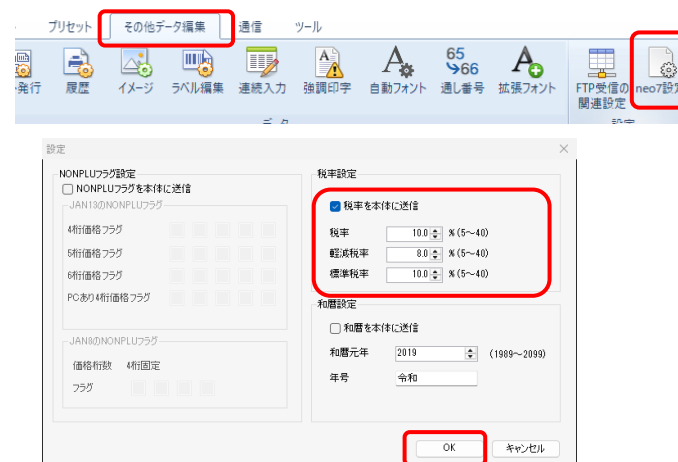 プリセット その他データ編集 通信 ツール
発行 履歴 イメージ ラベル編集 連続入力 強調印字 自動フォント 通し番号 拡張フォント FTP受信の関連設定
65
66
設定
NONPLUフラグ設定
NONPLUフラグを本体に送信
JAN13のNONPLUフラグ
4桁価格フラグ
5桁価格フラグ
6桁価格フラグ
PCあり4桁価格フラグ
JAN8のNONPLUフラグ
価格桁数 4桁固定
フラグ
税率設定
税率を本体に送信
税率 10.0 %(5～40)
軽減税率 8.0 %(5～40)
標準税率 10.0 %(5～40)
和暦設定
和暦を本体に送信
和暦元年 2019 (1989～2099)
年号 令和
OK キャンセル